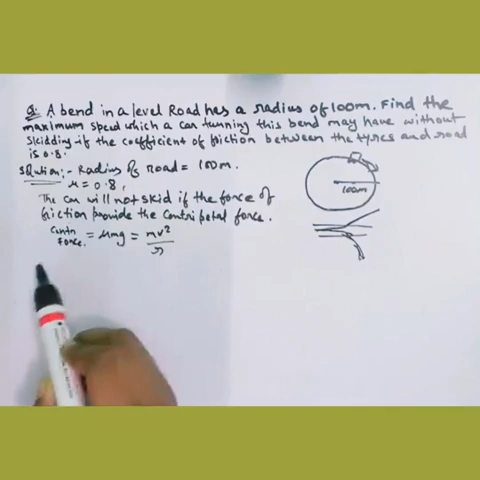 Q. A bend in a level Road has a radius of 100m. Find the
maximum speed which a car turning this bend may have without
skidding if the coefficient of friction between the tyres and road
is 0.8.
Solution:- Radius of road = 100m.
μ = 0.8,
The car will not skid if the force of
friction provide the centripetal force.
Centri Force. = μmg = mv²/r
100m